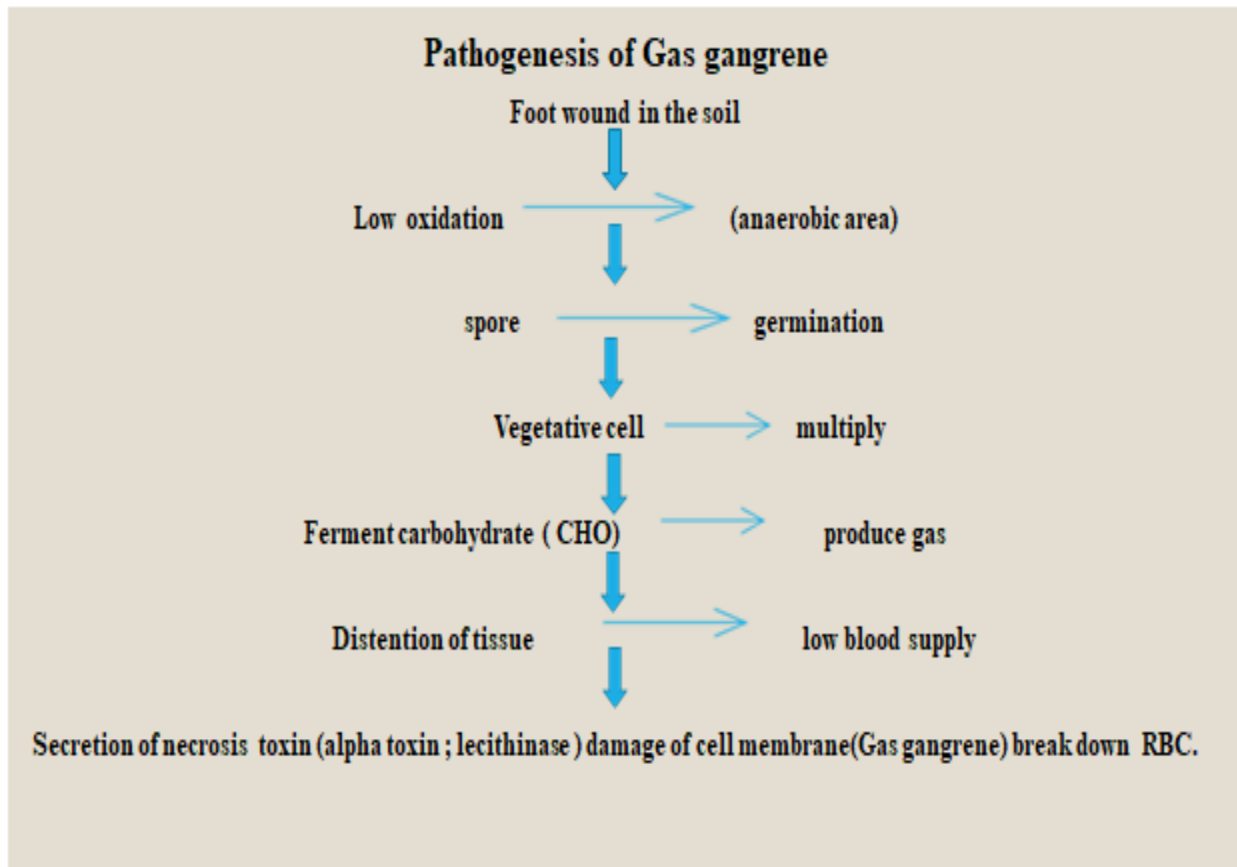 Pathogenesis of Gas gangrene
Foot wound in the soil
Low oxidation (anaerobic area)
spore germination
Vegetative cell multiply
Ferment carbohydrate ( CHO) produce gas
Distention of tissue low blood supply
Secretion of necrosis toxin (alpha toxin ; lecithinase ) damage of cell membrane(Gas gangrene) break down RBC.